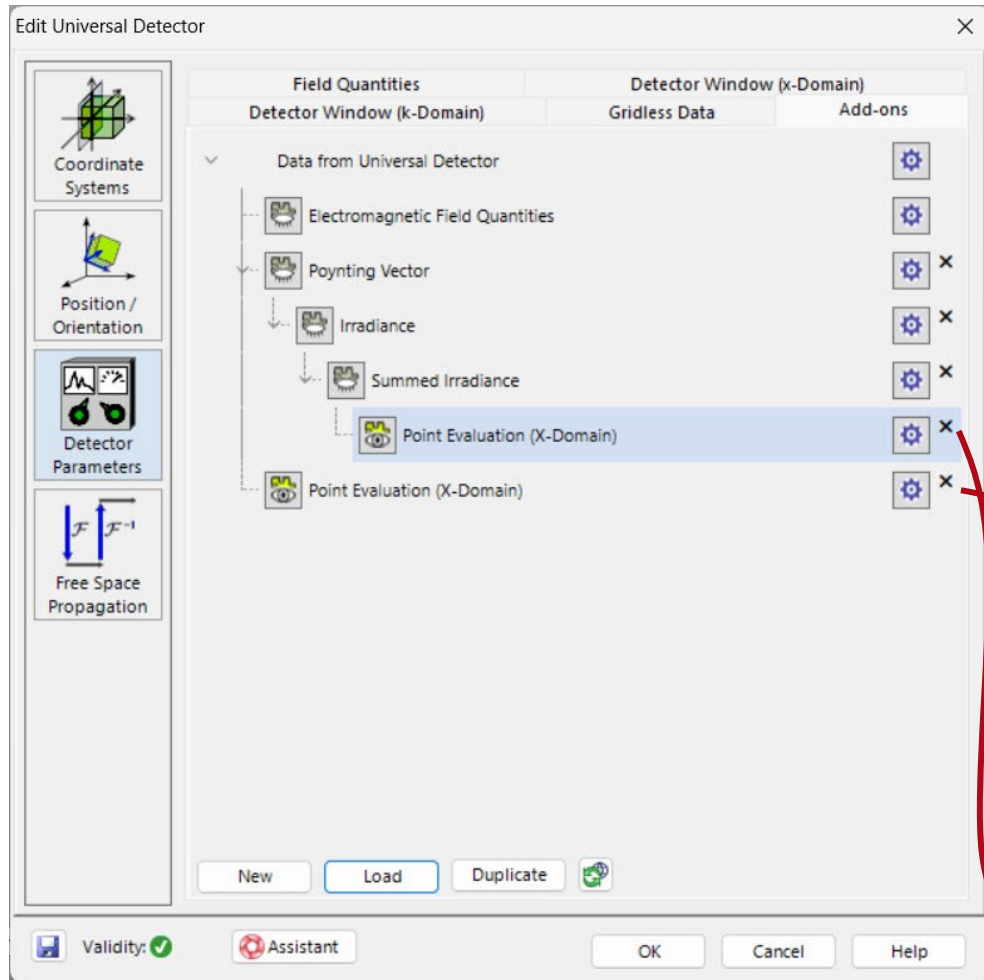 Edit Universal Detector
Coordinate
Systems
Position /
Orientation
Detector
Parameters
F F-1
Free Space
Propagation
Field Quantities
Detector Window (x-Domain)
Detector Window (k-Domain)
Gridless Data
Add-ons
Data from Universal Detector
Electromagnetic Field Quantities
Poynting Vector
Irradiance
Summed Irradiance
Point Evaluation (X-Domain)
Point Evaluation (X-Domain)
New
Load
Duplicate
Validity:
Assistant
OK
Cancel
Help